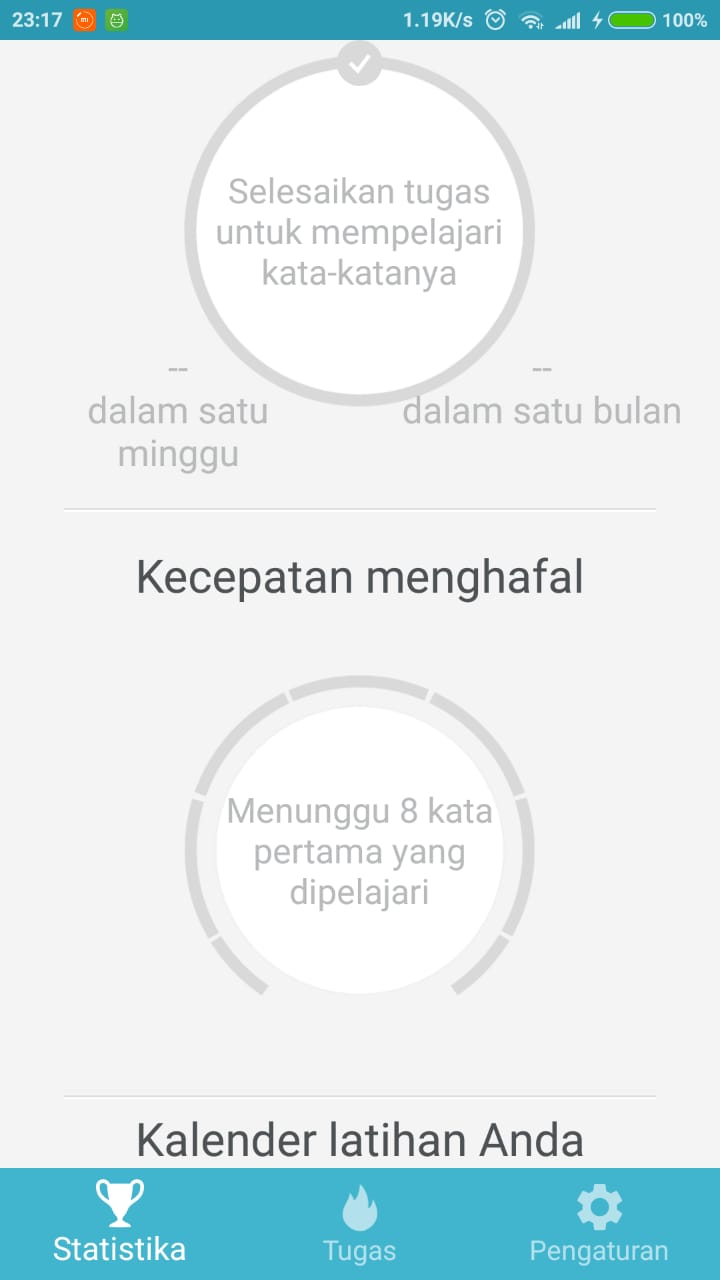 23:17 1.19K/s 100%
Selesaikan tugas
untuk mempelajari
kata-katanya
--
dalam satu
minggu
--
dalam satu bulan
Kecepatan menghafal
Menunggu 8 kata
pertama yang
dipelajari
Kalender latihan Anda
Statistika Tugas Pengaturan